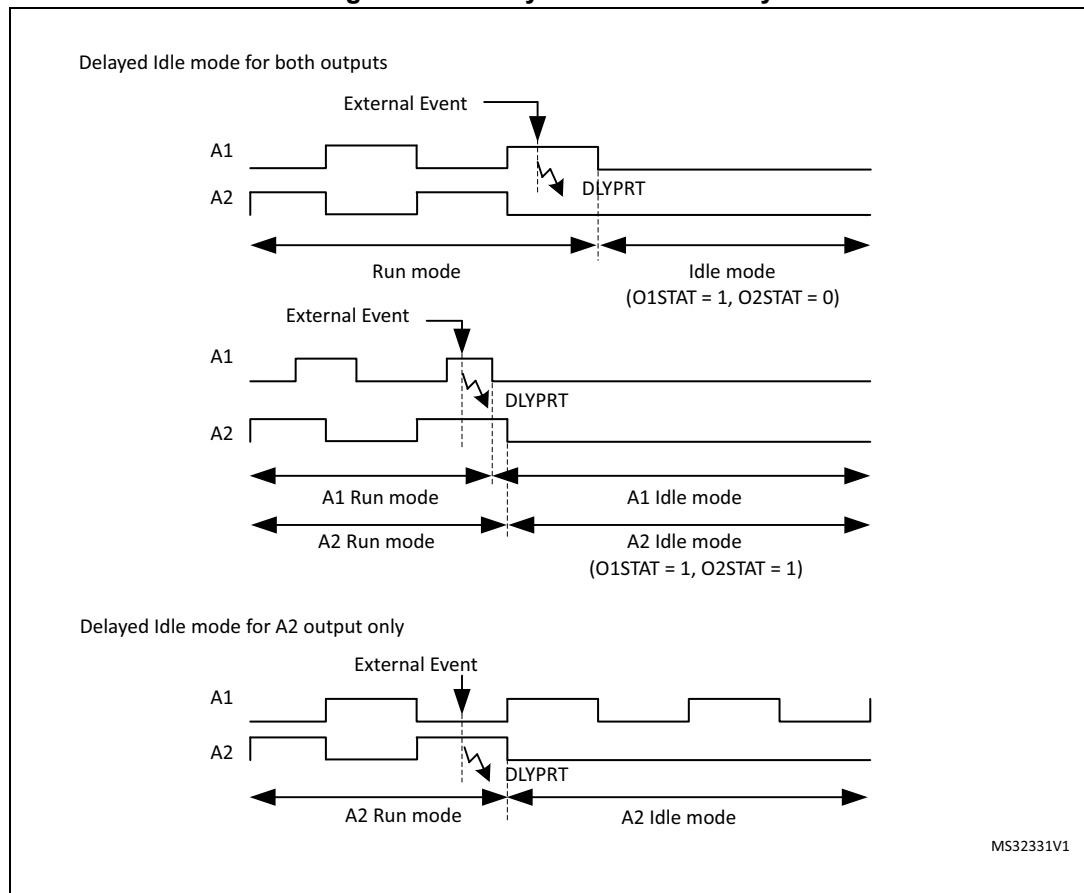 Delayed Idle mode for both outputs
External Event
A1
DLYPRT
A2
Run mode
Idle mode
(O1STAT = 1, O2STAT = 0)
External Event
A1
DLYPRT
A2
A1 Run mode
A1 Idle mode
A2 Run mode
A2 Idle mode
(O1STAT = 1, O2STAT = 1)
Delayed Idle mode for A2 output only
External Event
A1
A2
DLYPRT
A2 Run mode
A2 Idle mode
MS32331V1